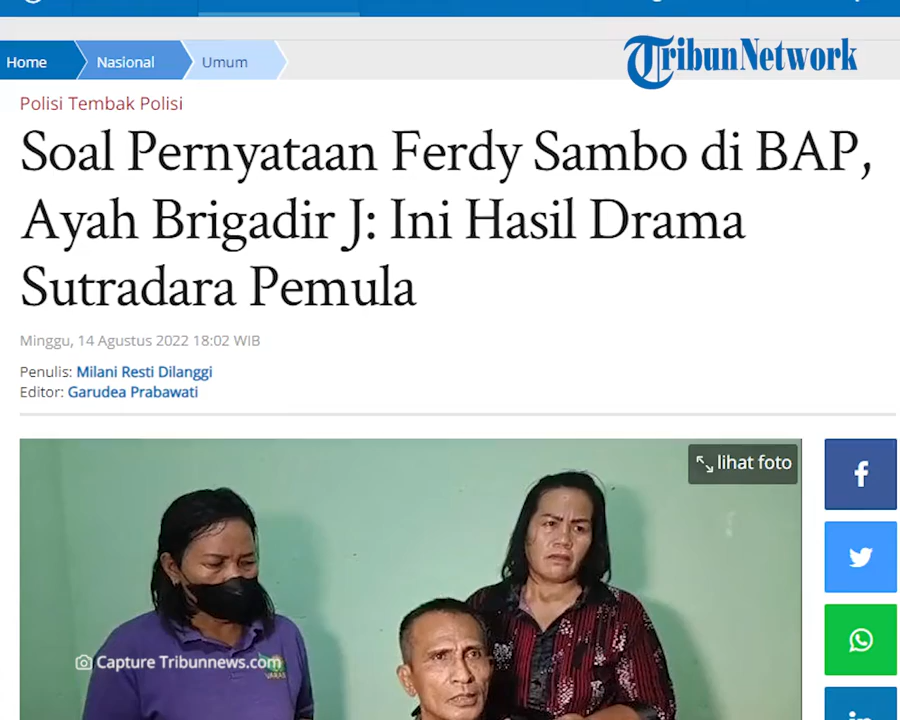 TribunNetwork
Home Nasional Umum
Polisi Tembak Polisi
Soal Pernyataan Ferdy Sambo di BAP,
Ayah Brigadir J: Ini Hasil Drama
Sutradara Pemula
Minggu, 14 Agustus 2022 18:02 WIB
Penulis: Milani Resti Dilanggi
Editor: Garudea Prabawati
lihat foto
Capture Tribunnews.com